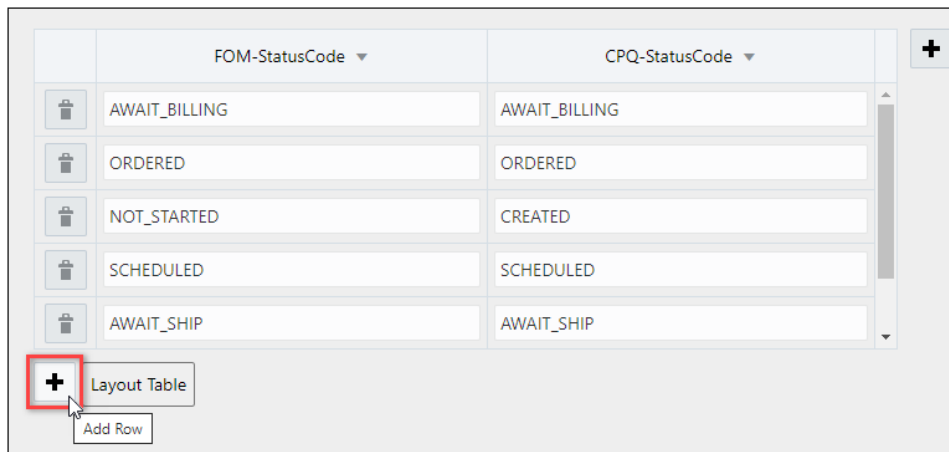 FOM-StatusCode CPQ-StatusCode
AWAIT_BILLING AWAIT_BILLING
ORDERED ORDERED
NOT_STARTED CREATED
SCHEDULED SCHEDULED
AWAIT_SHIP AWAIT_SHIP
Layout Table
Add Row